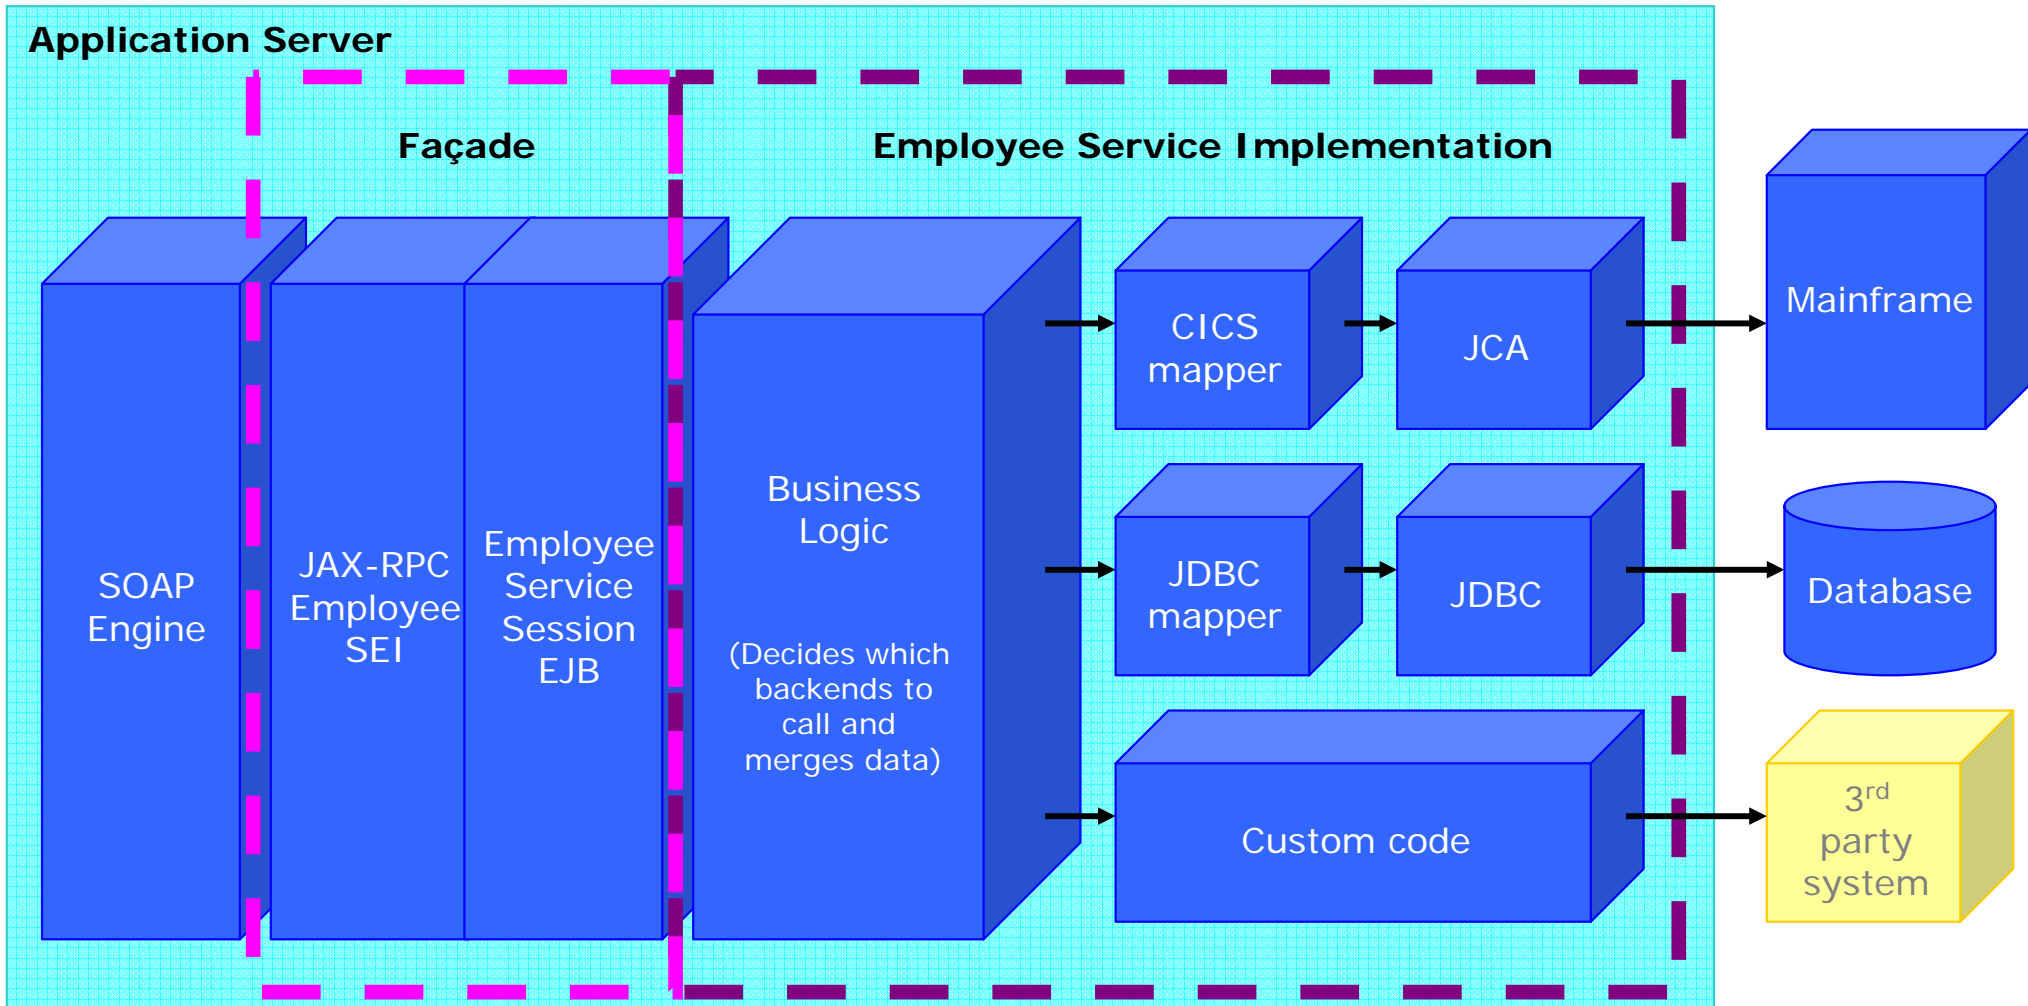 Application Server
Façade
Employee Service Implementation
SOAP
Engine
JAX-RPC
Employee
SEI
Employee
Service
Session
EJB
Business
Logic
(Decides which
backends to
call and
merges data)
CICS
mapper
JCA
Mainframe
JDBC
mapper
JDBC
Database
Custom code
3rd
party
system